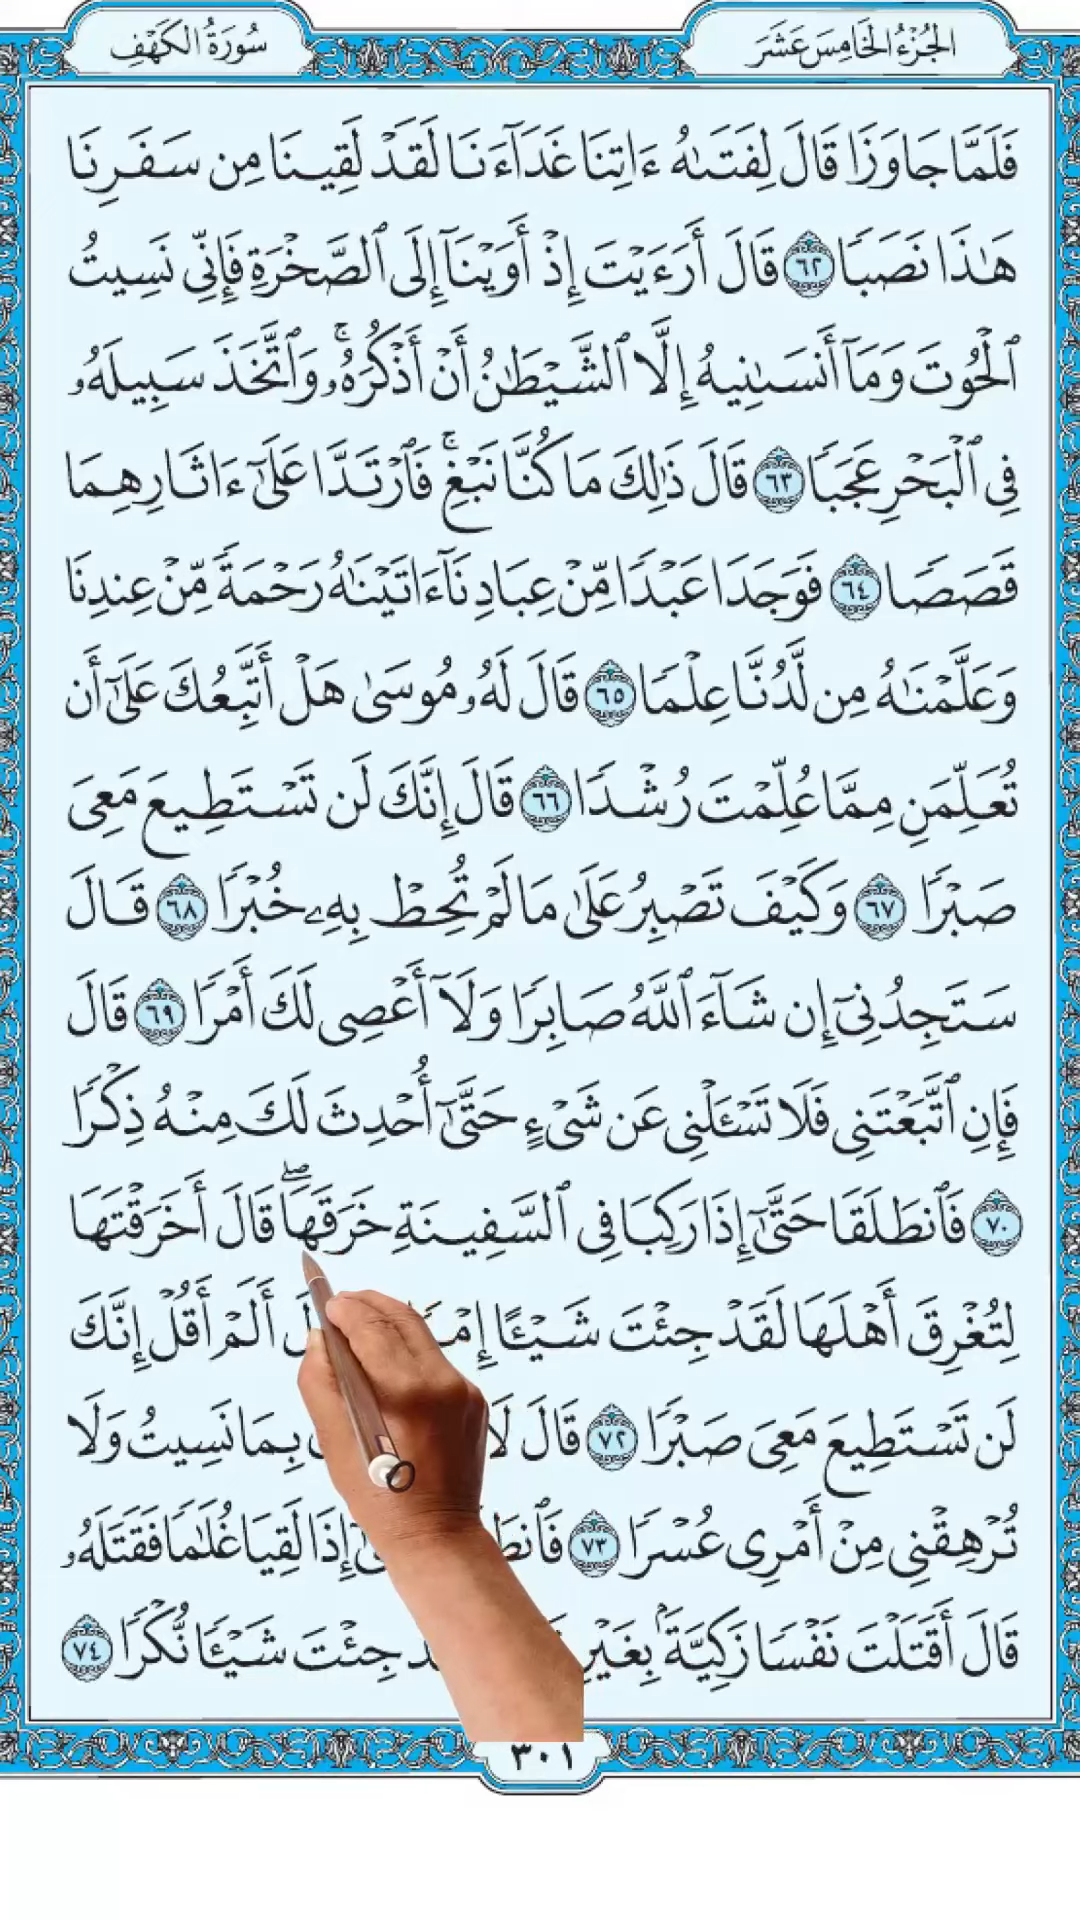 سُورَةُ الكَهْفِ
الجُزْءُ الخَامِسَ عَشَرَ
فَلَمَّا جَاوَزَا قَالَ لِفَتَىٰهُ ءَاتِنَا غَدَآءَنَا لَقَدْ لَقِينَا مِن سَفَرِنَا
هَٰذَا نَصَبٗا ٦٢ قَالَ أَرَءَيْتَ إِذْ أَوَيْنَآ إِلَى ٱلصَّخْرَةِ فَإِنِّي نَسِيتُ
ٱلْحُوتَ وَمَآ أَنسَىٰنِيهُ إِلَّا ٱلشَّيْطَٰنُ أَنْ أَذْكُرَهُۥۚ وَٱتَّخَذَ سَبِيلَهُۥ
فِي ٱلْبَحْرِ عَجَبٗا ٦٣ قَالَ ذَٰلِكَ مَا كُنَّا نَبْغِۚ فَٱرْتَدَّا عَلَىٰٓ ءَاثَارِهِمَا
قَصَصٗا ٦٤ فَوَجَدَا عَبْدٗا مِّنْ عِبَادِنَآ ءَاتَيْنَٰهُ رَحْمَةٗ مِّنْ عِندِنَا
وَعَلَّمْنَٰهُ مِن لَّدُنَّا عِلْمٗا ٦٥ قَالَ لَهُۥ مُوسَىٰ هَلْ أَتَّبِعُكَ عَلَىٰٓ أَن
تُعَلِّمَنِ مِمَّا عُلِّمْتَ رُشْدٗا ٦٦ قَالَ إِنَّكَ لَن تَسْتَطِيعَ مَعِيَ
صَبْرٗا ٦٧ وَكَيْفَ تَصْبِرُ عَلَىٰ مَا لَمْ تُحِطْ بِهِۦ خُبْرٗا ٦٨ قَالَ
سَتَجِدُنِيٓ إِن شَآءَ ٱللَّهُ صَابِرٗا وَلَآ أَعْصِي لَكَ أَمْرٗا ٦٩ قَالَ
فَإِنِ ٱتَّبَعْتَنِي فَلَا تَسْـَٔلْنِي عَن شَيْءٍ حَتَّىٰٓ أُحْدِثَ لَكَ مِنْهُ ذِكْرٗا
٧٠ فَٱنطَلَقَا حَتَّىٰٓ إِذَا رَكِبَا فِي ٱلسَّفِينَةِ خَرَقَهَاۖ قَالَ أَخَرَقْتَهَا
لِتُغْرِقَ أَهْلَهَا لَقَدْ جِئْتَ شَيْـًٔا أَلَمْ أَقُلْ إِنَّكَ
لَن تَسْتَطِيعَ مَعِيَ صَبْرٗا ٧٢ قَالَ لَا بِمَا نَسِيتُ وَلَا
تُرْهِقْنِي مِنْ أَمْرِي عُسْرٗا ٧٣ إِذَا لَقِيَا غُلَٰمٗا فَقَتَلَهُۥ
قَالَ أَقَتَلْتَ نَفْسٗا زَكِيَّةَۢ بِغَيْرِ جِئْتَ شَيْـٔٗا نُّكْرٗا ٧٤
٣٠١